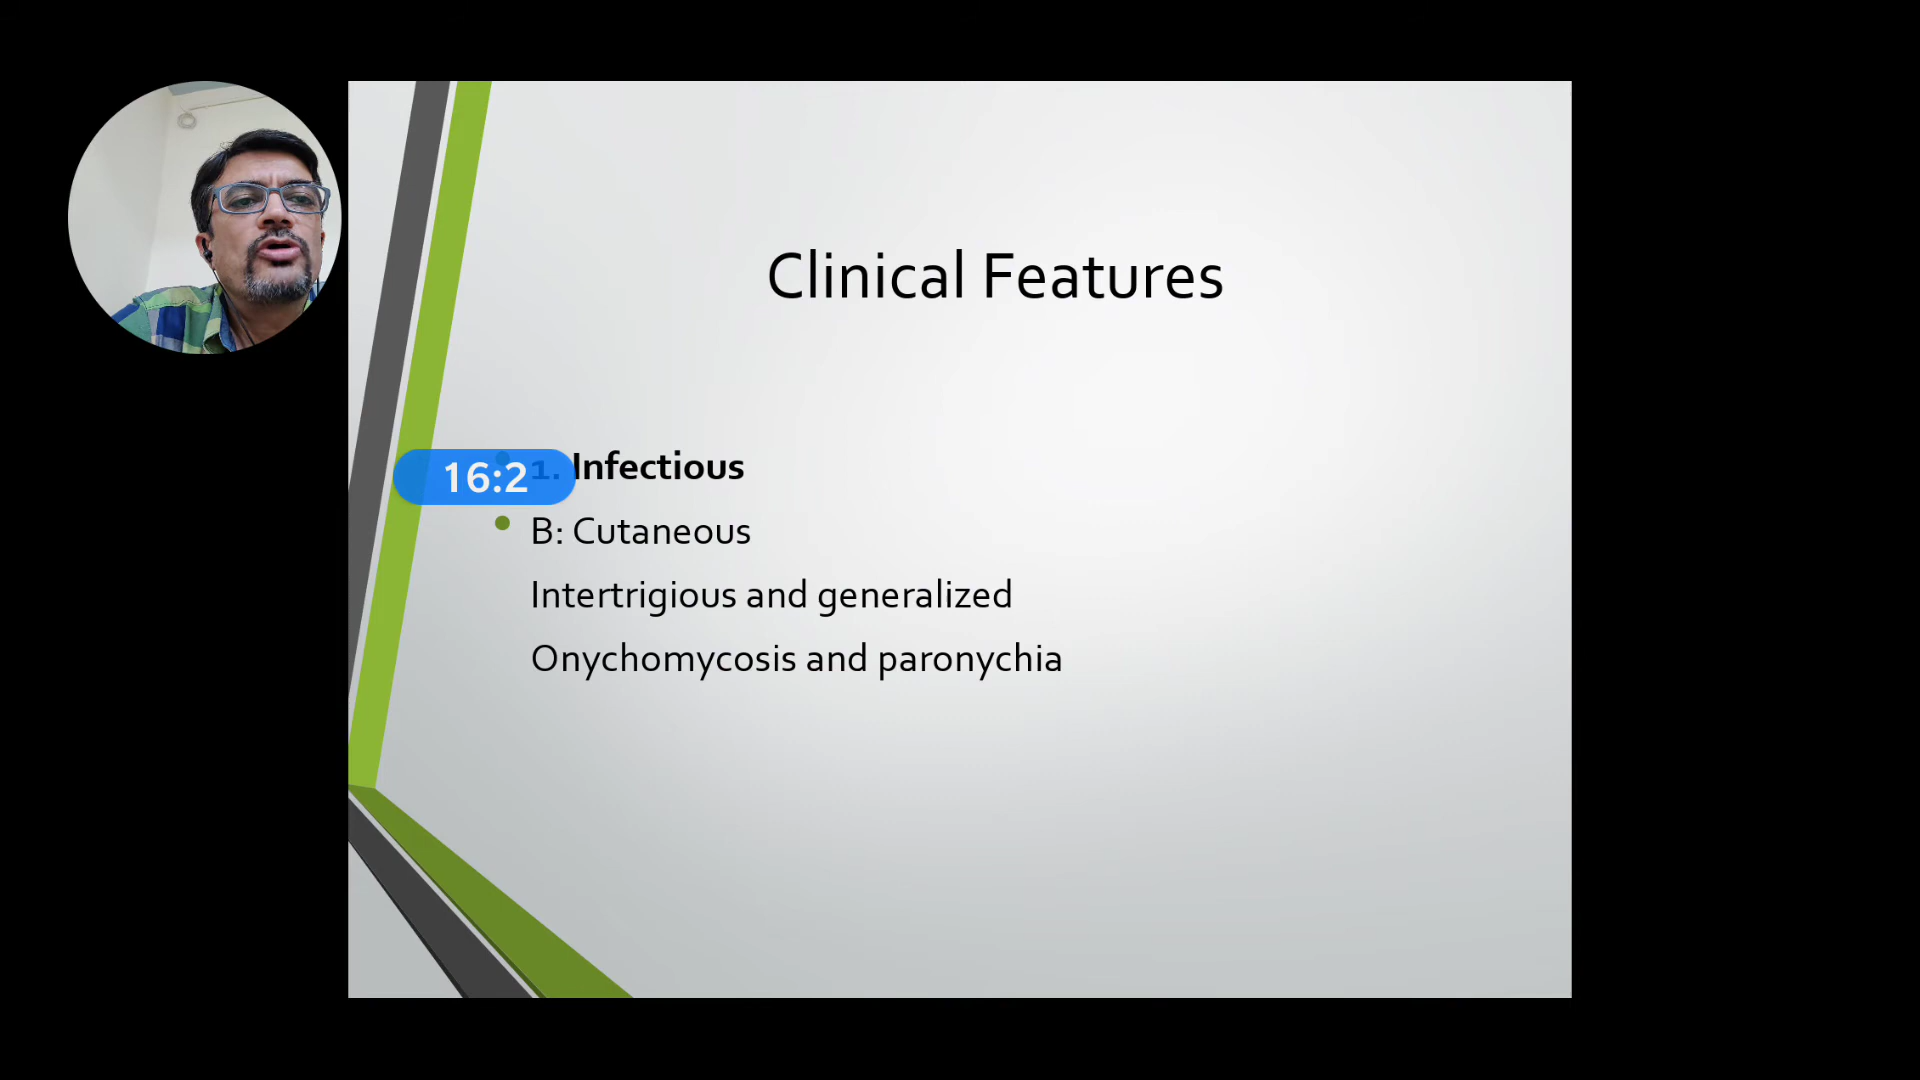 Clinical Features
1. Infectious
16:2
B: Cutaneous
Intertrigious and generalized
Onychomycosis and paronychia